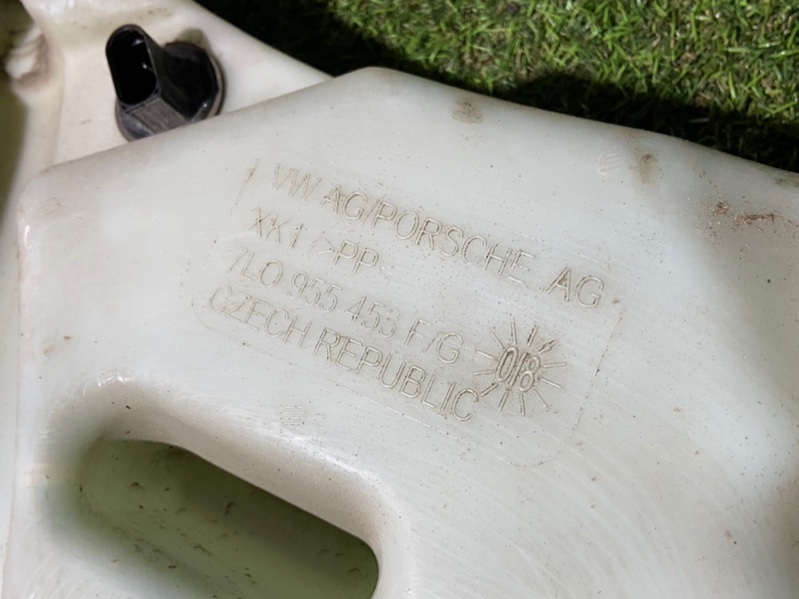 VW AG/PORSCHE AG
XK1 />PP<
7L0 955 453 F/G
CZECH REPUBLIC
08